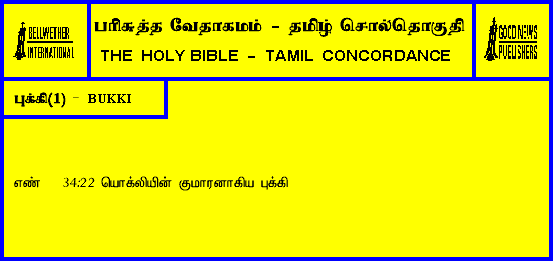 BELLWETHER
INTERNATIONAL
பரிசுத்த வேதாகமம் - தமிழ் சொல்தொகுதி
THE HOLY BIBLE - TAMIL CONCORDANCE
GOOD NEWS
PUBLISHERS
புக்கி(1) - BUKKI
எண் 34:22 யொக்லியின் குமாரனாகிய புக்கி